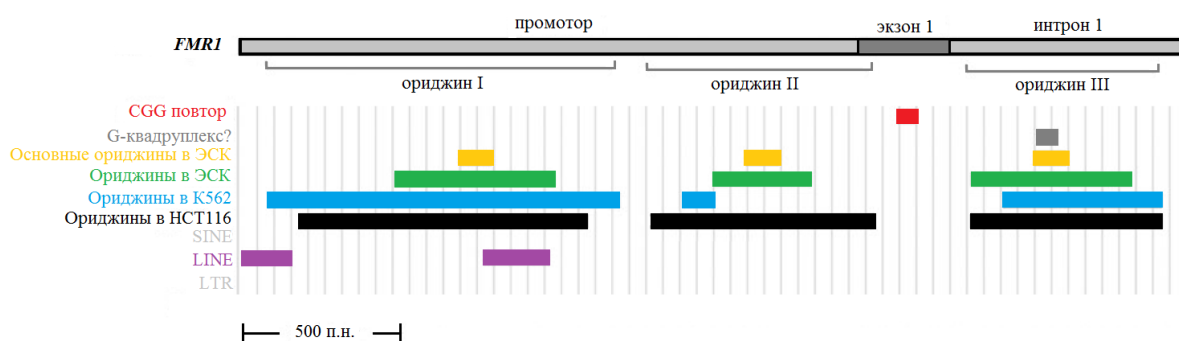 промотор
экзон 1
интрон 1
FMR1
ориджин I
ориджин II
ориджин III
CGG повтор
G-квадруплекс?
Основные ориджины в ЭСК
Ориджины в ЭСК
Ориджины в K562
Ориджины в HCT116
SINE
LINE
LTR
500 п.н.